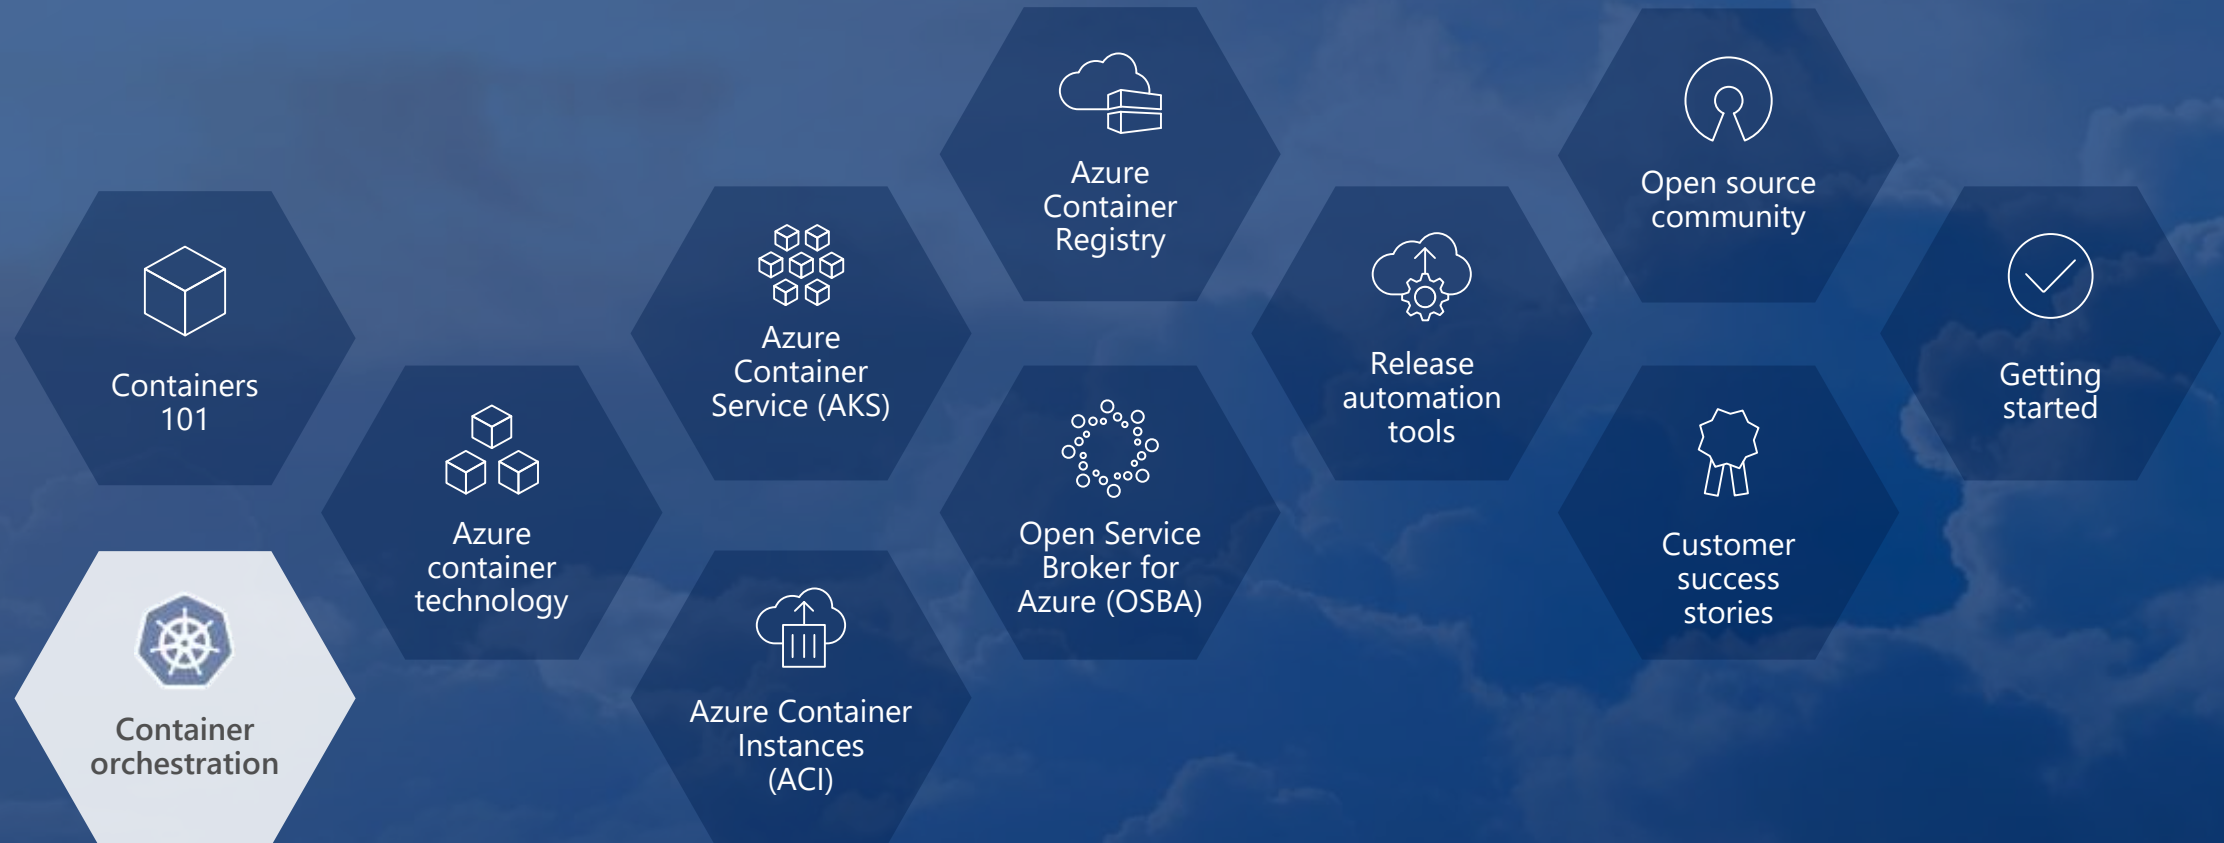 Containers
101
Container
orchestration
Azure
container
technology
Azure
Container
Service (AKS)
Azure Container
Instances
(ACI)
Azure
Container
Registry
Open Service
Broker for
Azure (OSBA)
Release
automation
tools
Open source
community
Customer
success
stories
Getting
started